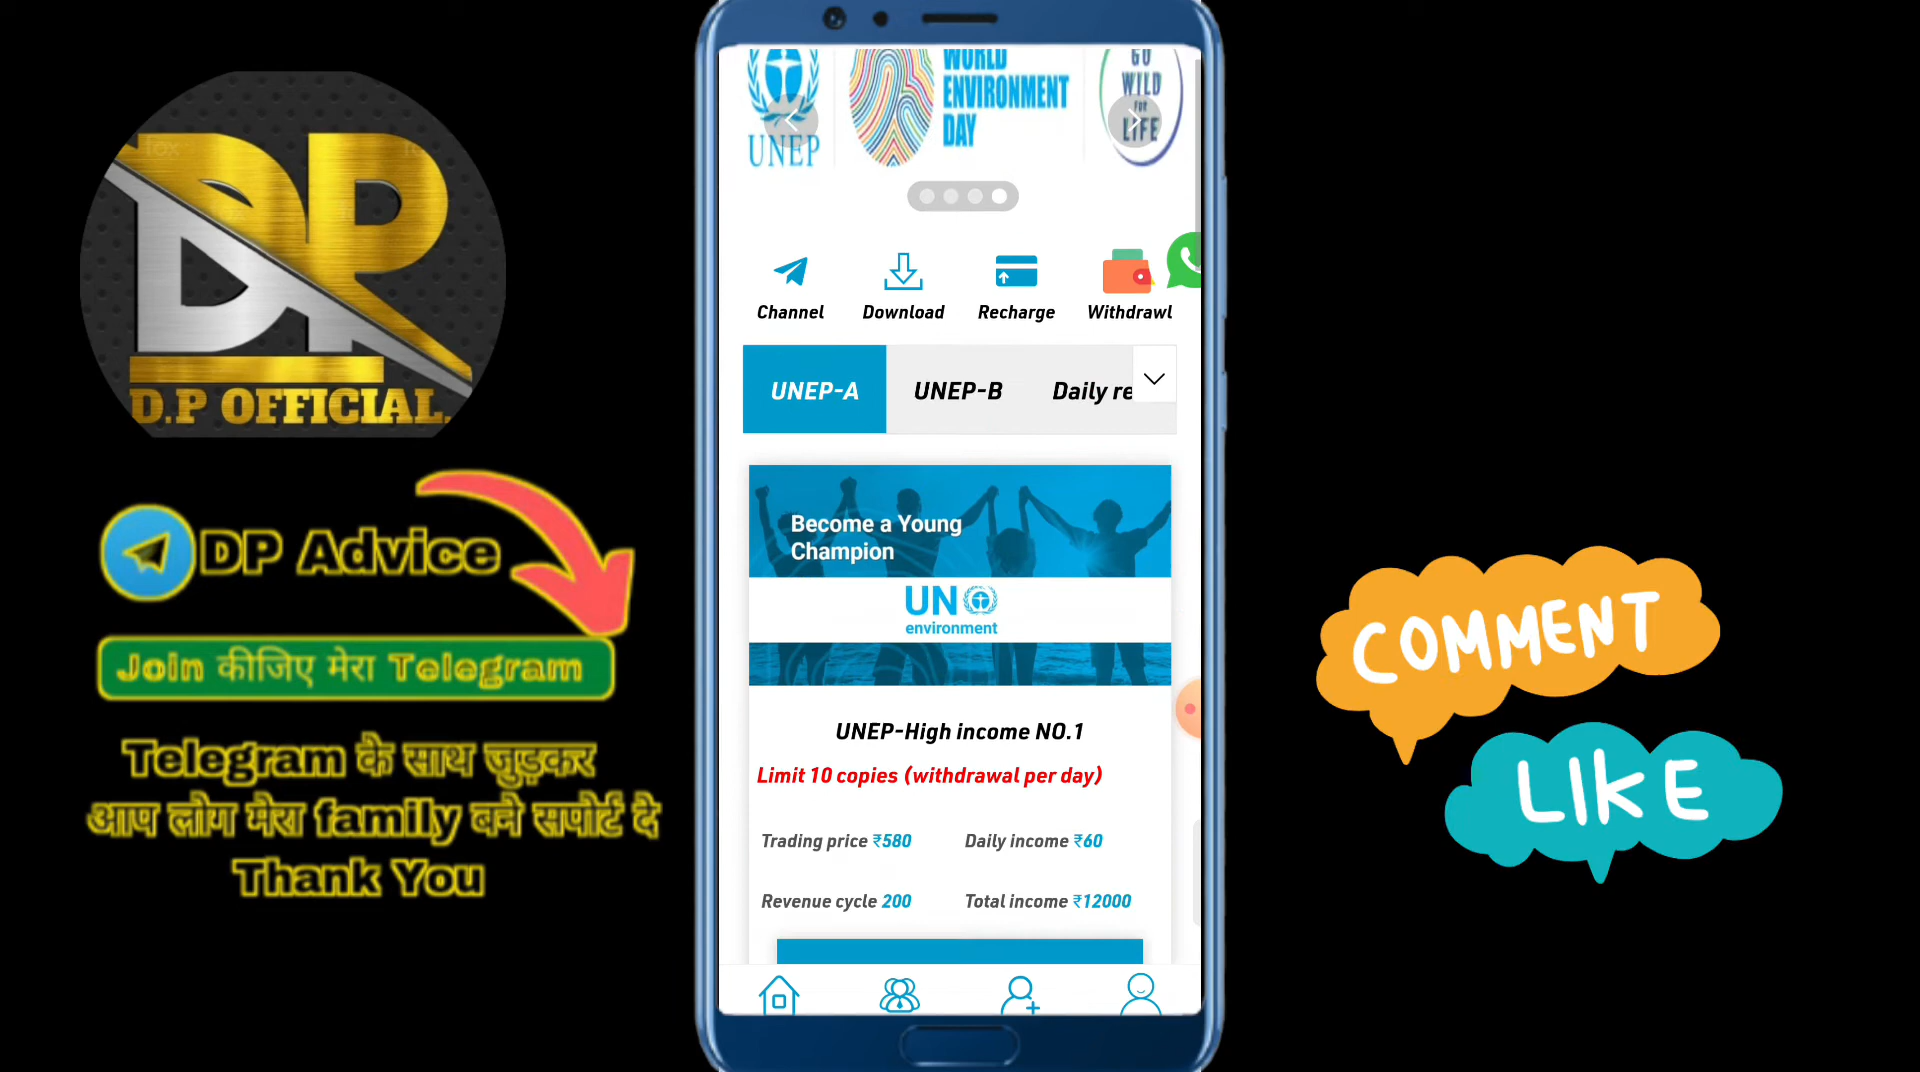 DP
D.P OFFICIAL.
DP Advice
Join कीजिए मेरा Telegram
Telegram के साथ जुड़कर
आप लोग मेरा family बने सपोर्ट दे
Thank You
UNEP
WORLD
ENVIRONMENT
DAY
GO
WILD
FOR
LIFE
Channel
Download
Recharge
Withdrawl
UNEP-A
UNEP-B
Daily re
Become a Young
Champion
UN
environment
UNEP-High income NO.1
Limit 10 copies (withdrawal per day)
Trading price ₹580
Daily income ₹60
Revenue cycle 200
Total income ₹12000
COMMENT
LIKE